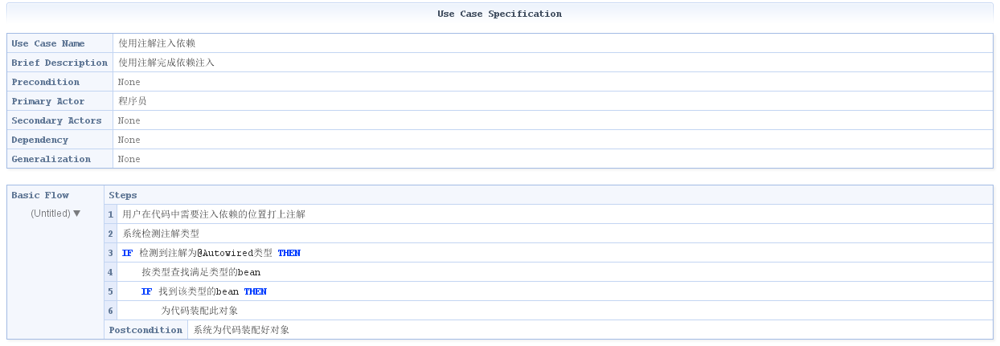 Use Case Specification
Use Case Name 使用注解注入依赖
Brief Description 使用注解完成依赖注入
Precondition None
Primary Actor 程序员
Secondary Actors None
Dependency None
Generalization None
Basic Flow Steps
(Untitled) ▼
1 用户在代码中需要注入依赖的位置打上注解
2 系统检测注解类型
3 IF 检测到注解为@Autowired类型 THEN
4 按类型查找满足类型的bean
5 IF 找到该类型的bean THEN
6 为代码装配此对象
Postcondition 系统为代码装配好对象